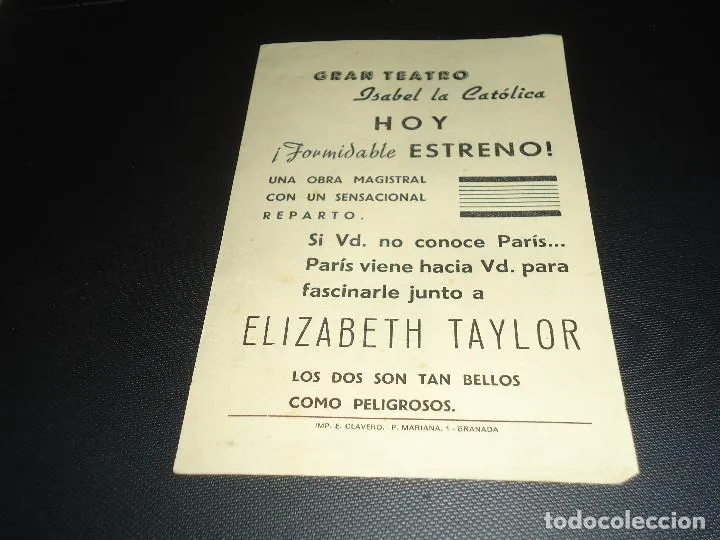 GRAN TEATRO
Isabel la Católica
HOY
¡Formidable ESTRENO!
UNA OBRA MAGISTRAL
CON UN SENSACIONAL
REPARTO.
Si Vd. no conoce París...
París viene hacia Vd. para
fascinarle junto a
ELIZABETH TAYLOR
LOS DOS SON TAN BELLOS
COMO PELIGROSOS.
IMP. E. CLAVERO. - P. MARIANA, 1 - GRANADA
todocoleccion